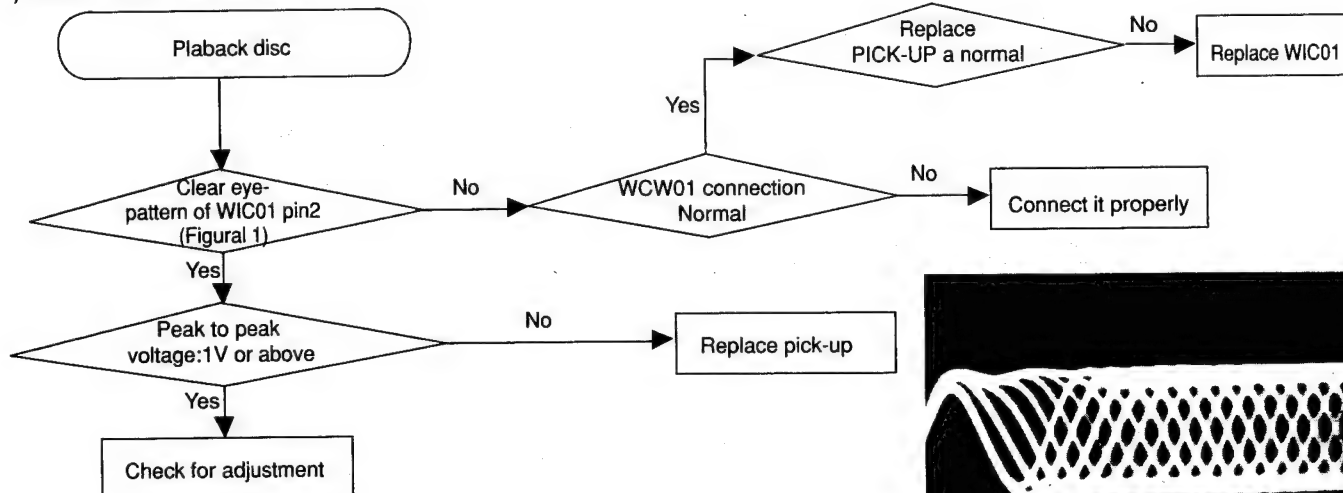 Plaback disc
Replace
PICK-UP a normal
No
Replace WIC01
Yes
Clear eye-
pattern of WIC01 pin2
(Figural 1)
No
WCW01 connection
Normal
No
Connect it properly
Yes
Peak to peak
voltage:1V or above
No
Replace pick-up
Yes
Check for adjustment